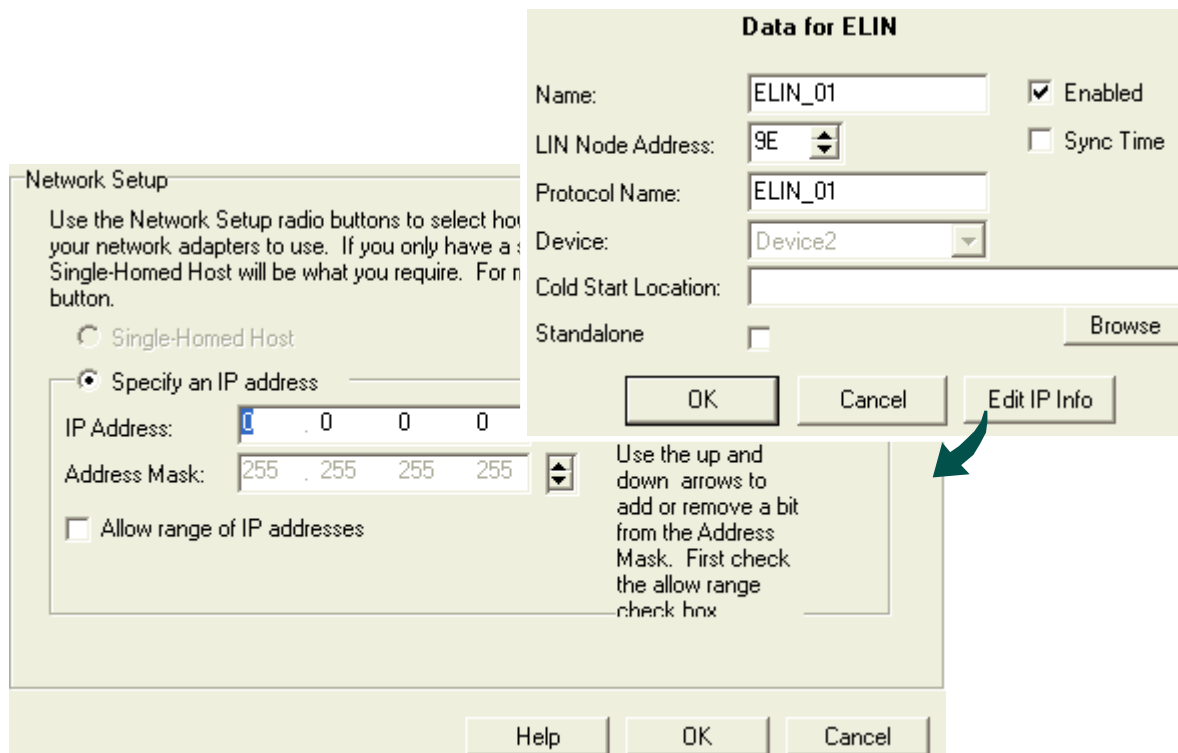 Data for ELIN
Name: ELIN_01 Enabled
LIN Node Address: 9E Sync Time
Protocol Name: ELIN_01
Device: Device2
Cold Start Location:
Browse
Standalone
OK Cancel Edit IP Info
Network Setup
Use the Network Setup radio buttons to select
your network adapters to use. If you only have a
Single-Homed Host will be what you require. For
button.
Single-Homed Host
Specify an IP address
IP Address: 0 . 0 0 0
Address Mask: 255 . 255 255 255
Allow range of IP addresses
Use the up and
down arrows to
add or remove a bit
from the Address
Mask. First check
the allow range
check box
Help OK Cancel